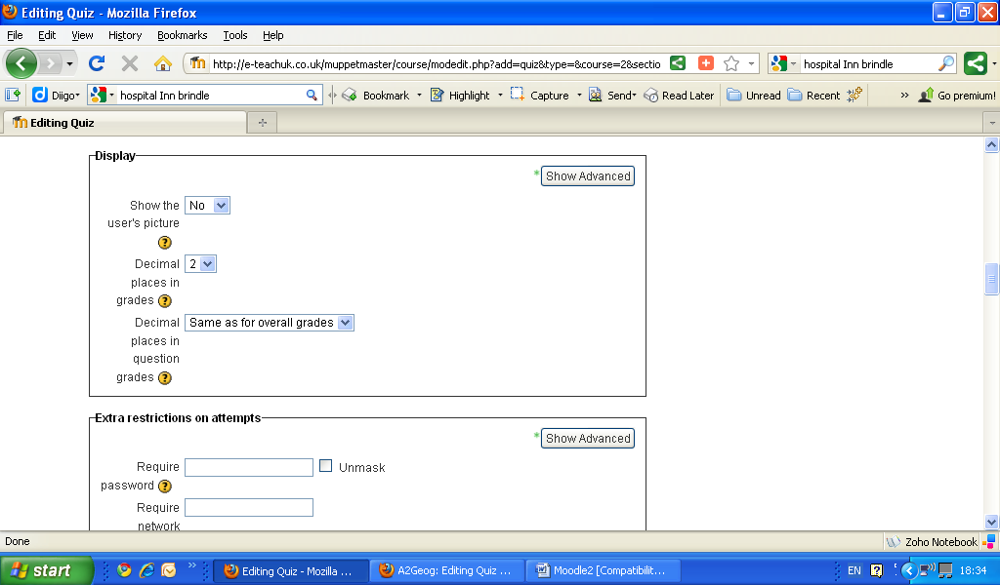 Editing Quiz - Mozilla Firefox
File Edit View History Bookmarks Tools Help
http://e-teachuk.co.uk/muppetmaster/course/modedit.php?add=quiz&type=&course=2&sectio
hospital Inn brindle
Diigo
hospital Inn brindle
Bookmark Highlight Capture Send Read Later Unread Recent » Go premium!
Editing Quiz
Display
* Show Advanced
Show the No
user's picture
?
Decimal 2
places in
grades ?
Decimal Same as for overall grades
places in
question
grades ?
Extra restrictions on attempts
* Show Advanced
Require Unmask
password ?
Require
network
Done Zoho Notebook
start » Editing Quiz - Mozilla ... A2Geog: Editing Quiz ... Moodle2 [Compatibilit... EN ? 18:34